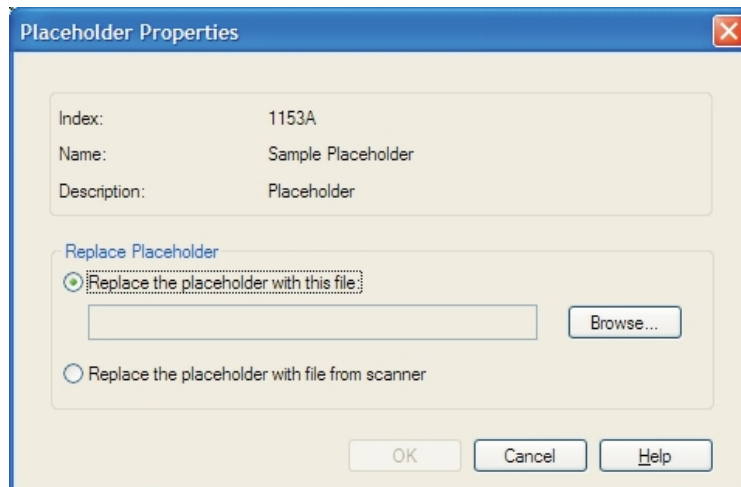 Placeholder Properties
Index: 1153A
Name: Sample Placeholder
Description: Placeholder
Replace Placeholder
Replace the placeholder with this file:
Browse...
Replace the placeholder with file from scanner
OK Cancel Help